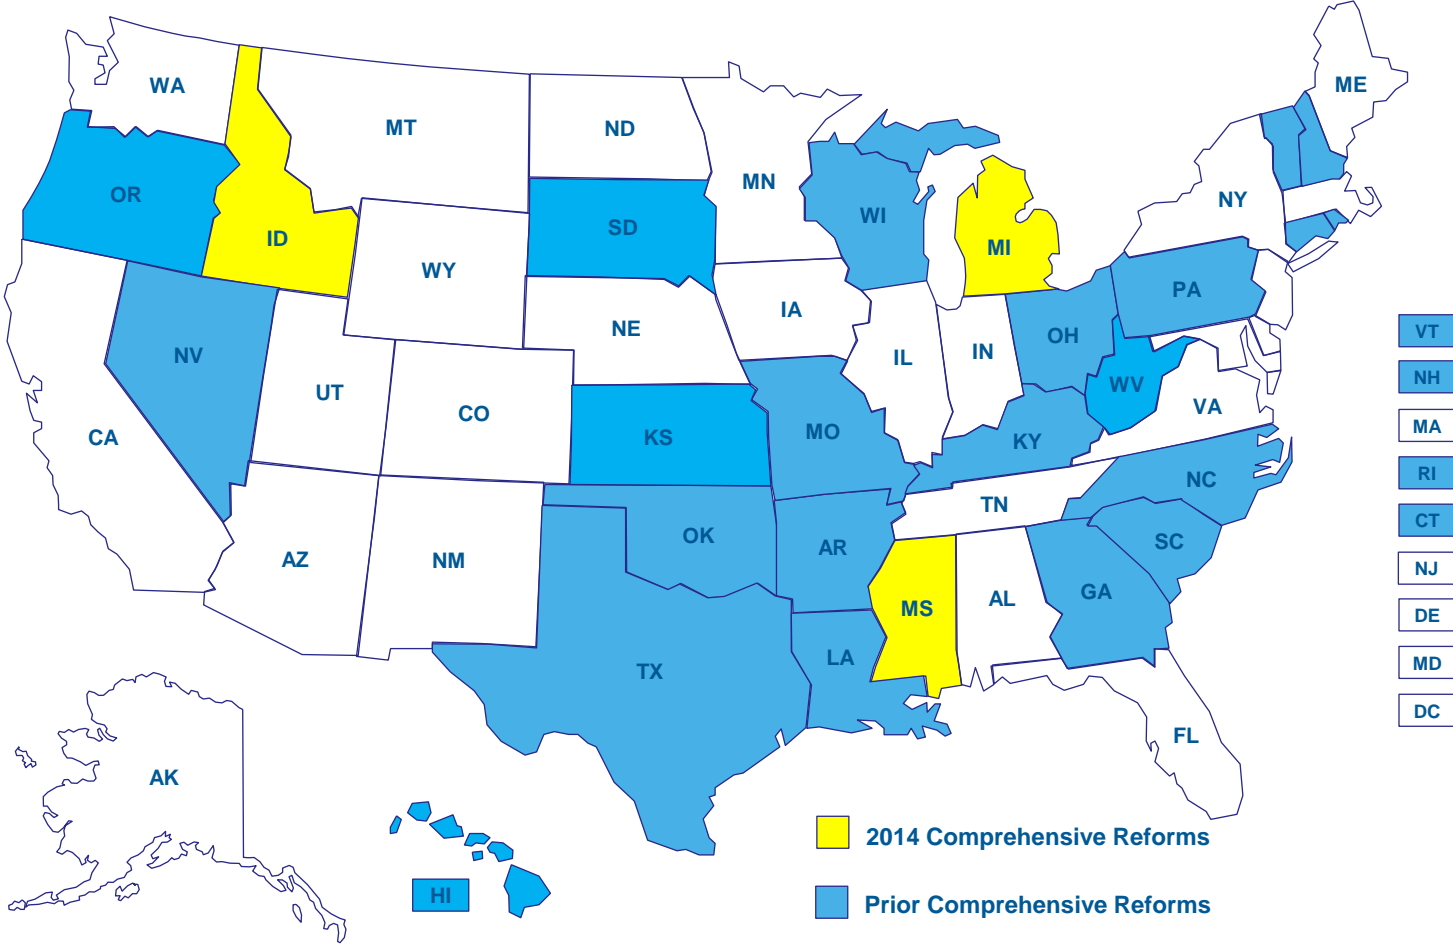 ME
WA
MT
ND
MN
OR
NY
WI
SD
ID
MI
WY
PA
IA
NE
OH
VT
NV
IL
IN
NH
WV
UT
VA
CO
MA
CA
KS
MO
KY
RI
NC
TN
CT
OK
SC
AR
AZ
NM
NJ
GA
AL
MS
DE
LA
MD
TX
DC
FL
AK
2014 Comprehensive Reforms
HI
Prior Comprehensive Reforms